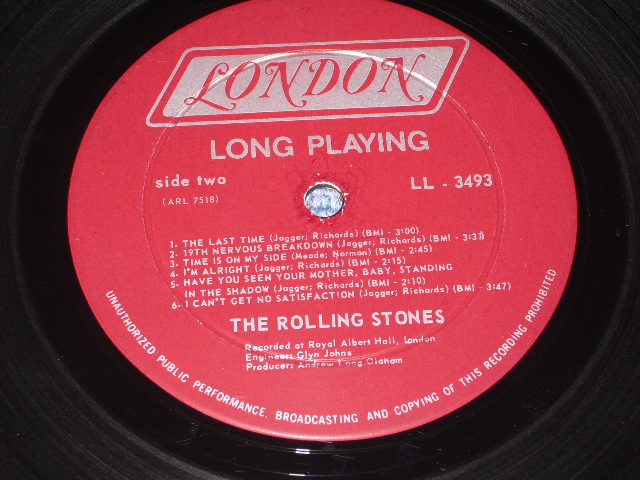 LONDON
LONG PLAYING
side two
LL - 3493
(ARL 7518)
1. THE LAST TIME (Jagger; Richards) (BMI - 3:00)
2. 19TH NERVOUS BREAKDOWN (Jagger; Richards) (BMI - 3:31)
3. TIME IS ON MY SIDE (Meade; Norman) (BMI - 2:45)
4. I'M ALRIGHT (Jagger; Richards) (BMI - 2:15)
5. HAVE YOU SEEN YOUR MOTHER, BABY, STANDING
IN THE SHADOW (Jagger; Richards) (BMI - 2:10)
6. I CAN'T GET NO SATISFACTION (Jagger; Richards) (BMI - 3:47)
THE ROLLING STONES
Recorded at Royal Albert Hall, London
Engineer: Glyn Johns
Producer: Andrew Loog Oldham
UNAUTHORIZED PUBLIC PERFORMANCE, BROADCASTING AND COPYING OF THIS RECORDING PROHIBITED